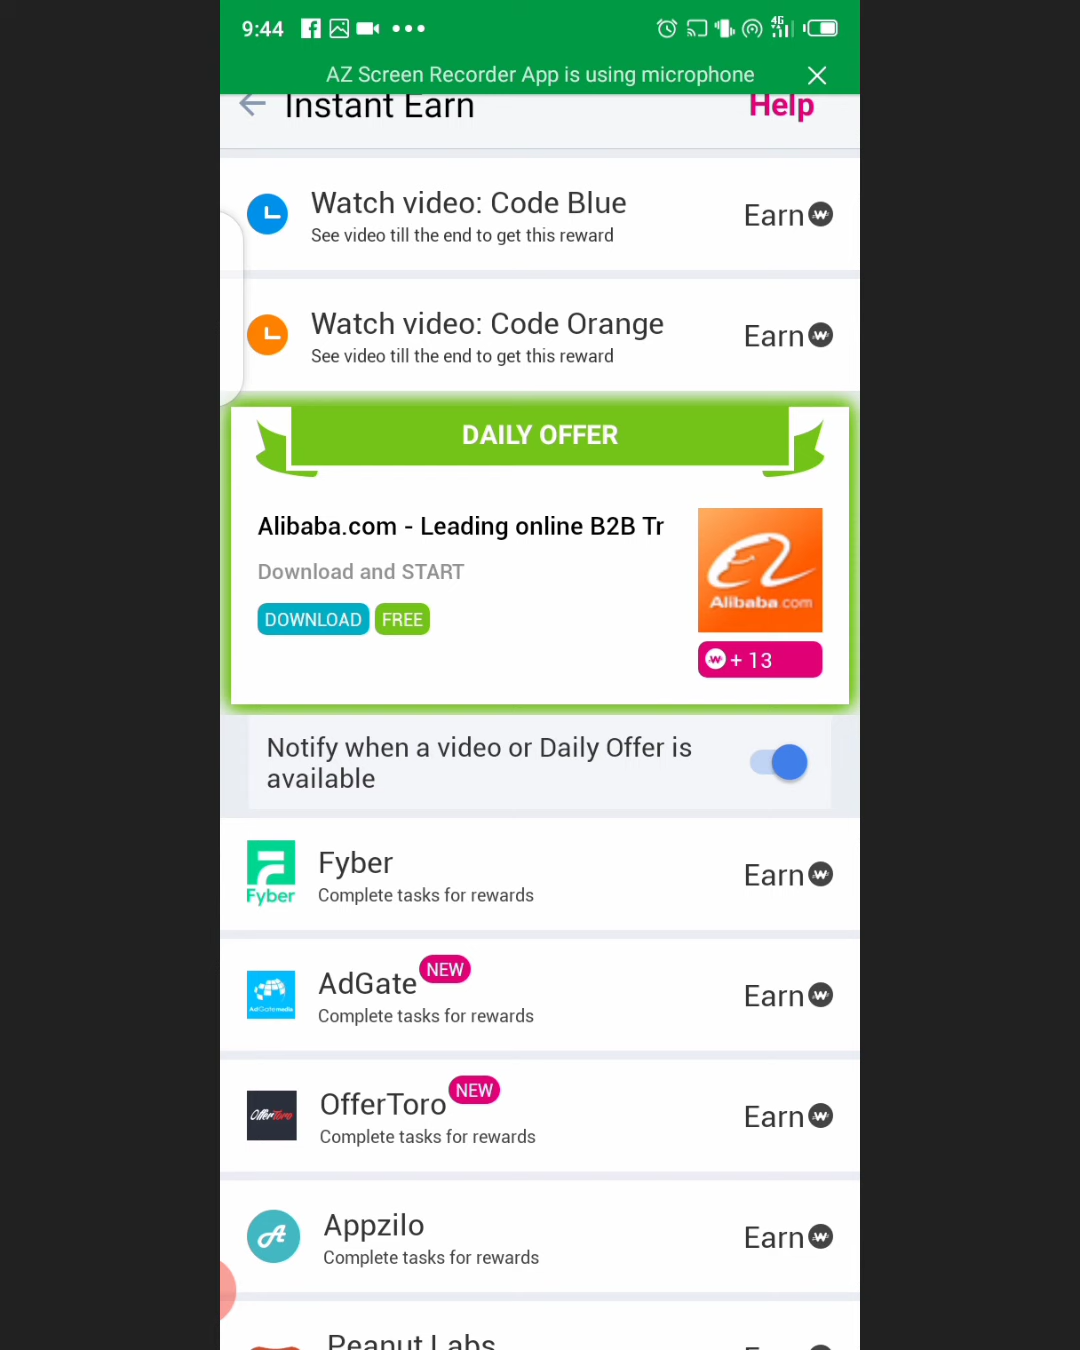 9:44
4G
AZ Screen Recorder App is using microphone
Instant Earn
Help
Watch video: Code Blue
See video till the end to get this reward
Earn
Watch video: Code Orange
See video till the end to get this reward
Earn
DAILY OFFER
Alibaba.com - Leading online B2B Tr
Download and START
DOWNLOAD FREE
Alibaba.com
+ 13
Notify when a video or Daily Offer is
available
Fyber
Fyber
Complete tasks for rewards
Earn
AdGate NEW
AdGatemedia
Complete tasks for rewards
Earn
OfferToro NEW
OfferToro
Complete tasks for rewards
Earn
Appzilo
Complete tasks for rewards
Earn
Peanut Labs